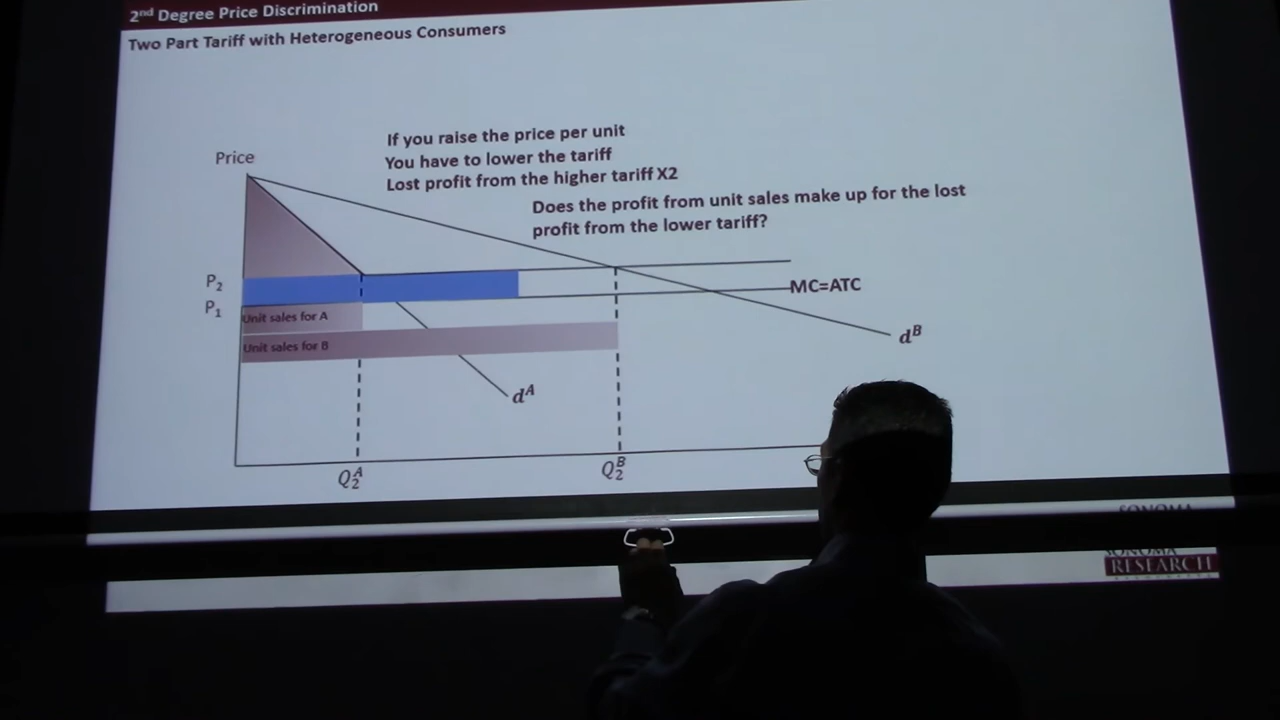 2nd Degree Price Discrimination
Two Part Tariff with Heterogeneous Consumers
If you raise the price per unit
You have to lower the tariff
Lost profit from the higher tariff X2
Does the profit from unit sales make up for the lost
profit from the lower tariff?
Price
P2
P1
MC=ATC
Unit sales for A
Unit sales for B
dB
dA
Q2A
Q2B
SONOMA
RESEARCH